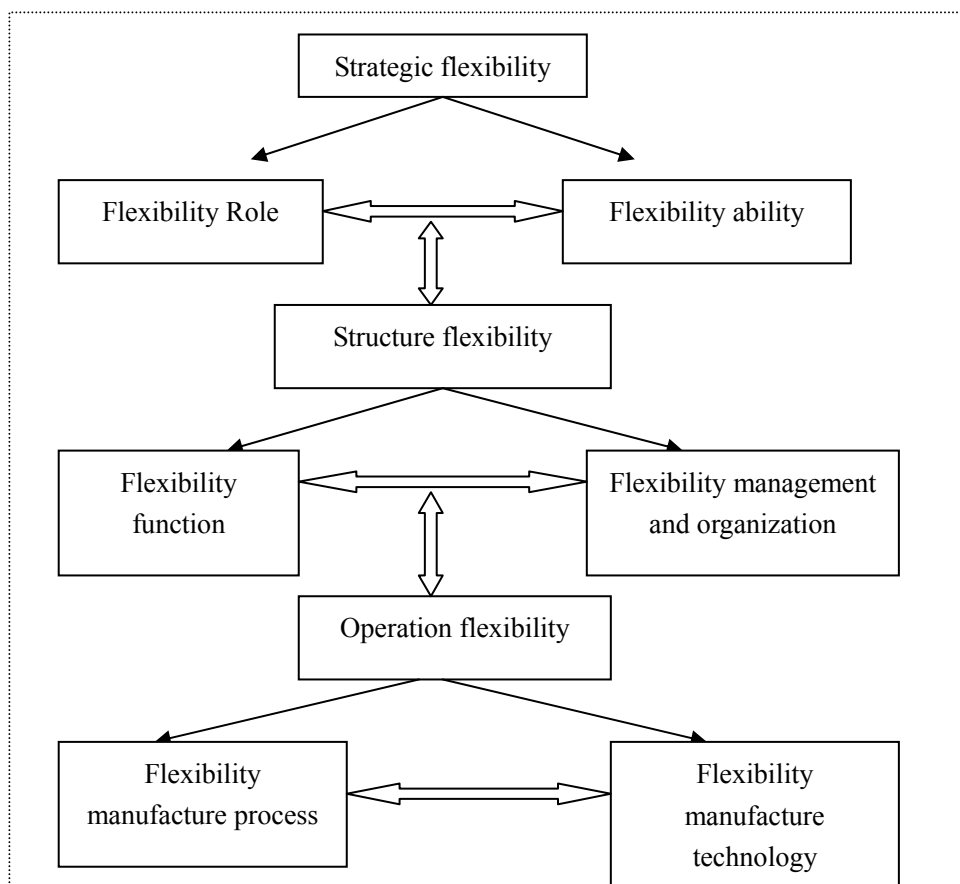 Strategic flexibility
Flexibility Role
Flexibility ability
Structure flexibility
Flexibility
function
Flexibility management
and organization
Operation flexibility
Flexibility
manufacture process
Flexibility
manufacture
technology